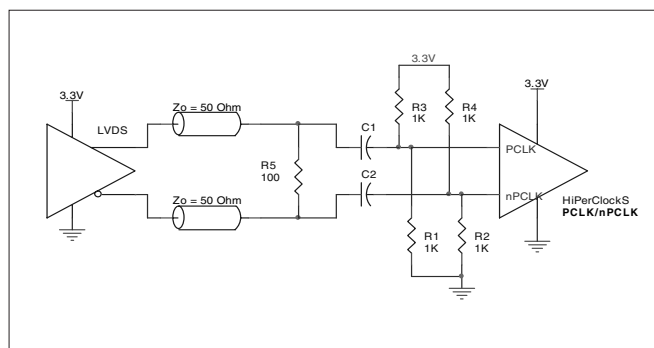 3.3V
3.3V
3.3V
Zo = 50 Ohm
LVDS
R3
1K
R4
1K
C1
PCLK
R5
100
C2
Zo = 50 Ohm
nPCLK
HiPerClockS
PCLK/nPCLK
R1
1K
R2
1K